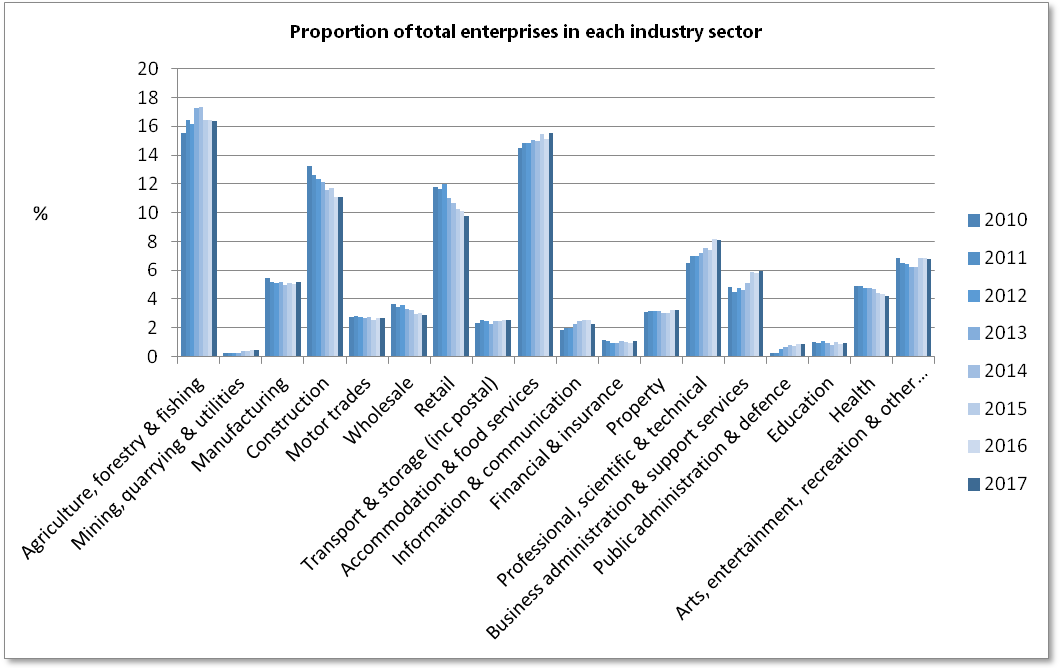 Proportion of total enterprises in each industry sector
20
18
16
14
12
10
8
6
4
2
0
%
Agriculture, forestry & fishing
Mining, quarrying & utilities
Manufacturing
Construction
Motor trades
Wholesale
Retail
Transport & storage (inc postal)
Accommodation & food services
Information & communication
Financial & insurance
Property
Professional, scientific & technical
Business administration & support services
Public administration & defence
Education
Health
Arts, entertainment, recreation & other...
2010
2011
2012
2013
2014
2015
2016
2017